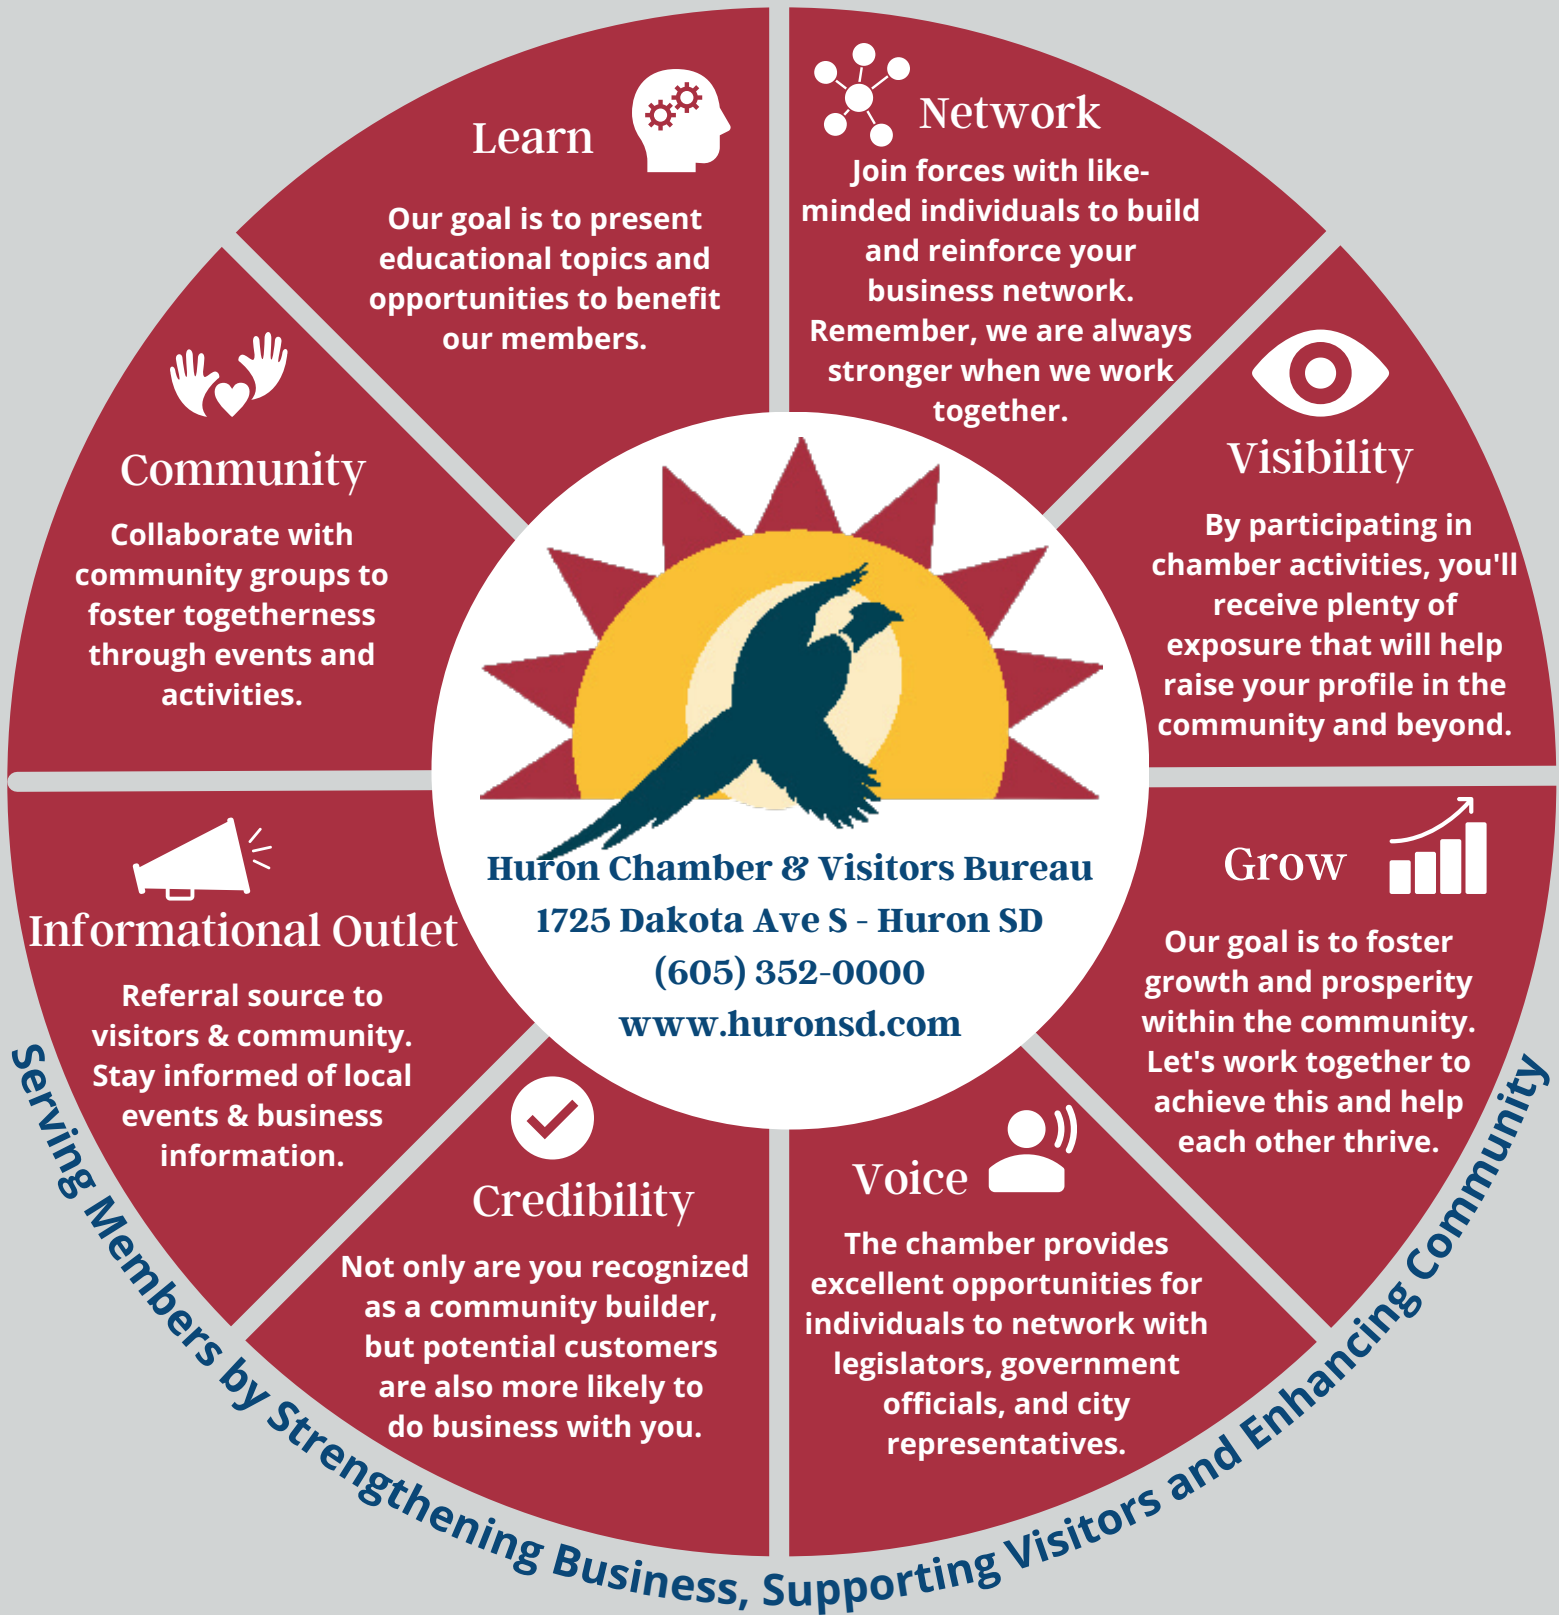 Learn
Our goal is to present
educational topics and
opportunities to benefit
our members.
Network
Join forces with like-
minded individuals to build
and reinforce your
business network.
Remember, we are always
stronger when we work
together.
Visibility
By participating in
chamber activities, you'll
receive plenty of
exposure that will help
raise your profile in the
community and beyond.
Grow
Our goal is to foster
growth and prosperity
within the community.
Let's work together to
achieve this and help
each other thrive.
Voice
The chamber provides
excellent opportunities for
individuals to network with
legislators, government
officials, and city
representatives.
Credibility
Not only are you recognized
as a community builder,
but potential customers
are also more likely to
do business with you.
Informational Outlet
Referral source to
visitors & community.
Stay informed of local
events & business
information.
Community
Collaborate with
community groups to
foster togetherness
through events and
activities.
Huron Chamber & Visitors Bureau
1725 Dakota Ave S - Huron SD
(605) 352-0000
www.huronsd.com
Serving Members by Strengthening Business, Supporting Visitors and Enhancing Community